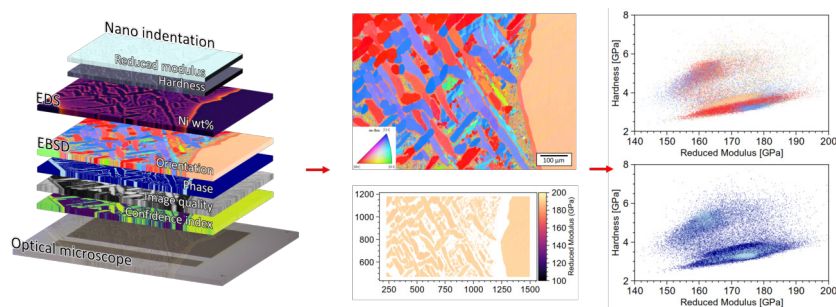 Nano indentation
Reduced modulus
Hardness
EDS
Ni wt%
EBSD
Orientation
Phase
Image quality
Confidence index
Optical microscope
100 µm
1200
1000
800
600
250 500 750 1000 1250 1500
200
180
160
140
120
100
Reduced Modulus (GPa)
8
6
4
2
Hardness [GPa]
140 150 160 170 180 190 200
Reduced Modulus [GPa]
8
6
4
2
Hardness [GPa]
140 150 160 170 180 190 200
Reduced Modulus [GPa]